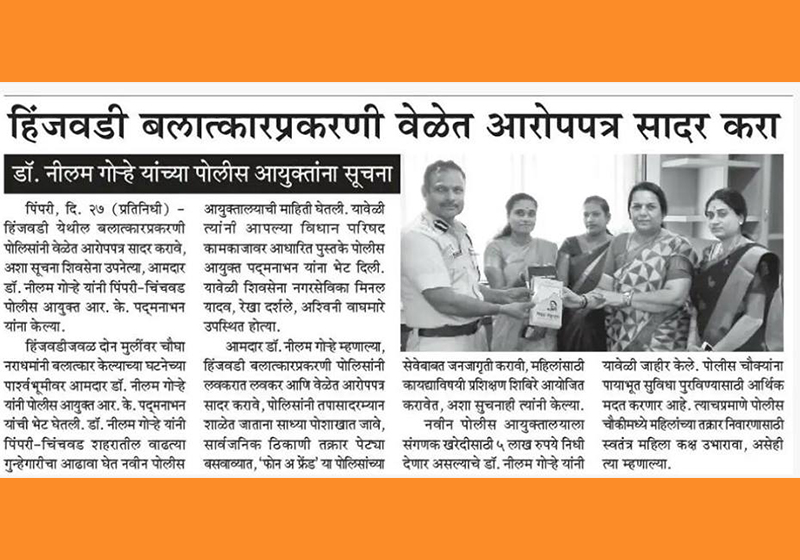 हिंजवडी बलात्कारप्रकरणी वेळेत आरोपपत्र सादर करा
डॉ. नीलम गोऱ्हे यांच्या पोलीस आयुक्तांना सूचना
पिंपरी, दि. २७ (प्रतिनिधी) -
हिंजवडी येथील बलात्कारप्रकरणी
पोलिसांनी वेळेत आरोपपत्र सादर करावे,
अशा सूचना शिवसेना उपनेत्या, आमदार
डॉ. नीलम गोऱ्हे यांनी पिंपरी-चिंचवड
पोलीस आयुक्त आर. के. पद्‌मनाभन
यांना केल्या.
हिंजवडीजवळ दोन मुलींवर चौघा
नराधमांनी बलात्कार केल्याच्या घटनेच्या
पार्श्वभूमीवर आमदार डॉ. नीलम गोऱ्हे
यांनी पोलीस आयुक्त आर. के. पद्‌मनाभन
यांची भेट घेतली. डॉ. नीलम गोऱ्हे यांनी
पिंपरी-चिंचवड शहरातील वाढत्या
गुन्हेगारीचा आढावा घेत नवीन पोलीस
आयुक्तालयाची माहिती घेतली. यावेळी
त्यांनी आपल्या विधान परिषद
कामकाजावर आधारित पुस्तके पोलीस
आयुक्त पद्‌मनाभन यांना भेट दिली.
यावेळी शिवसेना नगरसेविका मिनल
यादव, रेखा दर्शले, अश्विनी वाघमारे
उपस्थित होत्या.
आमदार डॉ. नीलम गोऱ्हे म्हणाल्या,
हिंजवडी बलात्कारप्रकरणी पोलिसांनी
लवकरात लवकर आणि वेळेत आरोपपत्र
सादर करावे, पोलिसांनी तपासादरम्यान
शाळेत जाताना साध्या पोशाखात जावे,
सार्वजनिक ठिकाणी तक्रार पेट्या
बसवाव्यात, 'फोन अ फ्रेंड' या पोलिसांच्या
सेवेबाबत जनजागृती करावी, महिलांसाठी
कायद्याविषयी प्रशिक्षण शिबिरे आयोजित
करावेत, अशा सूचनाही त्यांनी केल्या.
नवीन पोलीस आयुक्तालयाला
संगणक खरेदीसाठी ५ लाख रुपये निधी
देणार असल्याचे डॉ. नीलम गोऱ्हे यांनी
यावेळी जाहीर केले. पोलीस चौक्यांना
पायाभूत सुविधा पुरविण्यासाठी आर्थिक
मदत करणार आहे. त्याचप्रमाणे पोलीस
चौकीमध्ये महिलांच्या तक्रार निवारणासाठी
स्वतंत्र महिला कक्ष उभारावा, असेही
त्या म्हणाल्या.